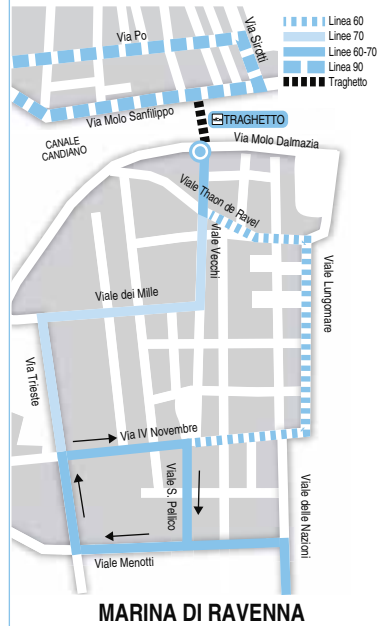 Linea 60
Linea 70
Linee 60-70
Linea 90
Traghetto
Via Po
Via Sirotti
Via Molo Sanfilippo
TRAGHETTO
CANALE
CANDIANO
Via Molo Dalmazia
Viale Thaon de Ravel
Viale Vecchi
Viale Lungomare
Viale dei Mille
Via Trieste
Via IV Novembre
Viale S. Pellico
Viale delle Nazioni
Viale Menotti
MARINA DI RAVENNA